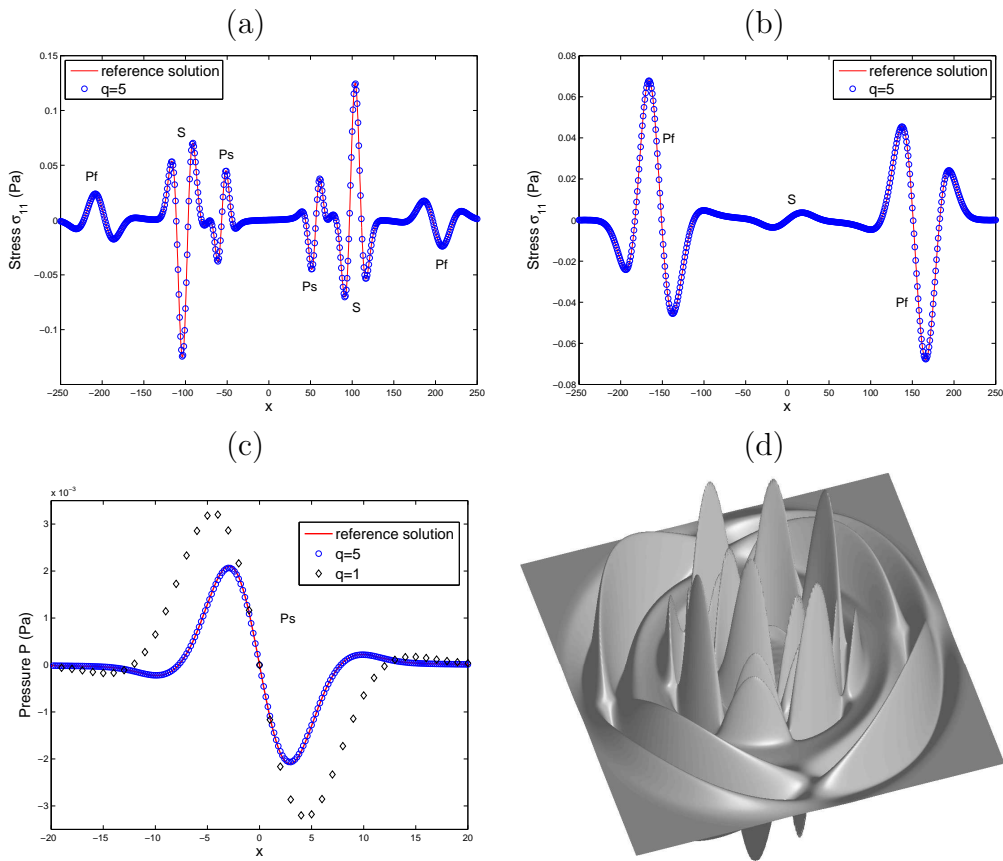 (a)
Stress σ11 (Pa)
0.15
0.1
0.05
0
−0.05
−0.1
reference solution
q=5
Pf
S
Ps
Ps
S
Pf
−250 −200 −150 −100 −50 0 50 100 150 200 250
x
(b)
Stress σ11 (Pa)
0.08
0.06
0.04
0.02
0
−0.02
−0.04
−0.06
−0.08
reference solution
q=5
Pf
S
Pf
−250 −200 −150 −100 −50 0 50 100 150 200 250
x
(c)
x 10−3
Pressure P (Pa)
3
2
1
0
−1
−2
−3
reference solution
q=5
q=1
Ps
−20 −15 −10 −5 0 5 10 15 20
x
(d)